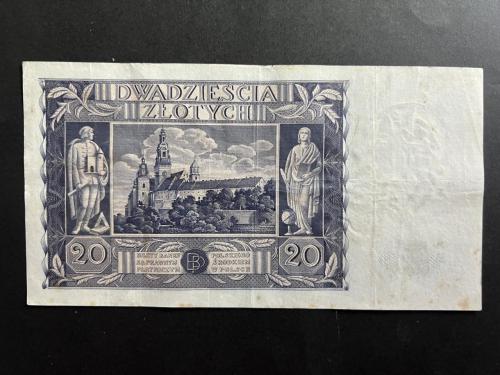 DWADZIEŚCIA
ZŁOTYCH
20
BILETY BANKU
SĄ PRAWNYM
PŁATNICZYM
BP
POLSKIEGO
ŚRODKIEM
W POLSCE
20